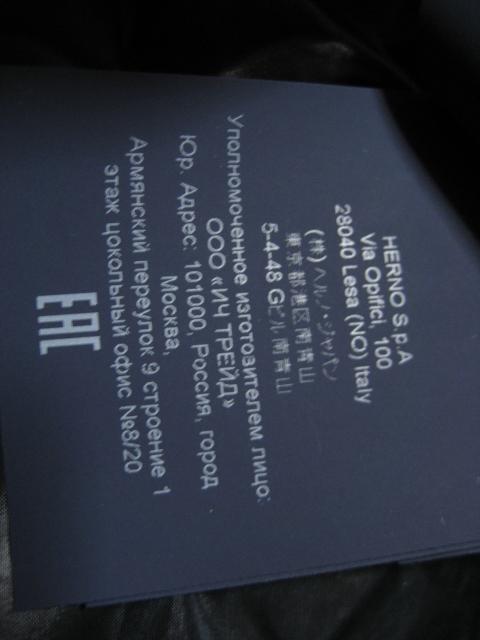 HERNO S.p.A
Via Opifici, 100
28040 Lesa (NO) Italy
(株)ヘルノ・ジャパン
東京都港区南青山
5-4-48 Gビル南青山
Уполномоченное изготовителем лицо:
ООО «ИЧ ТРЕЙД»
Юр. Адрес: 101000, Россия, город
Москва,
Армянский переулок 9 строение 1
этаж цокольный офис №8/20
EAC